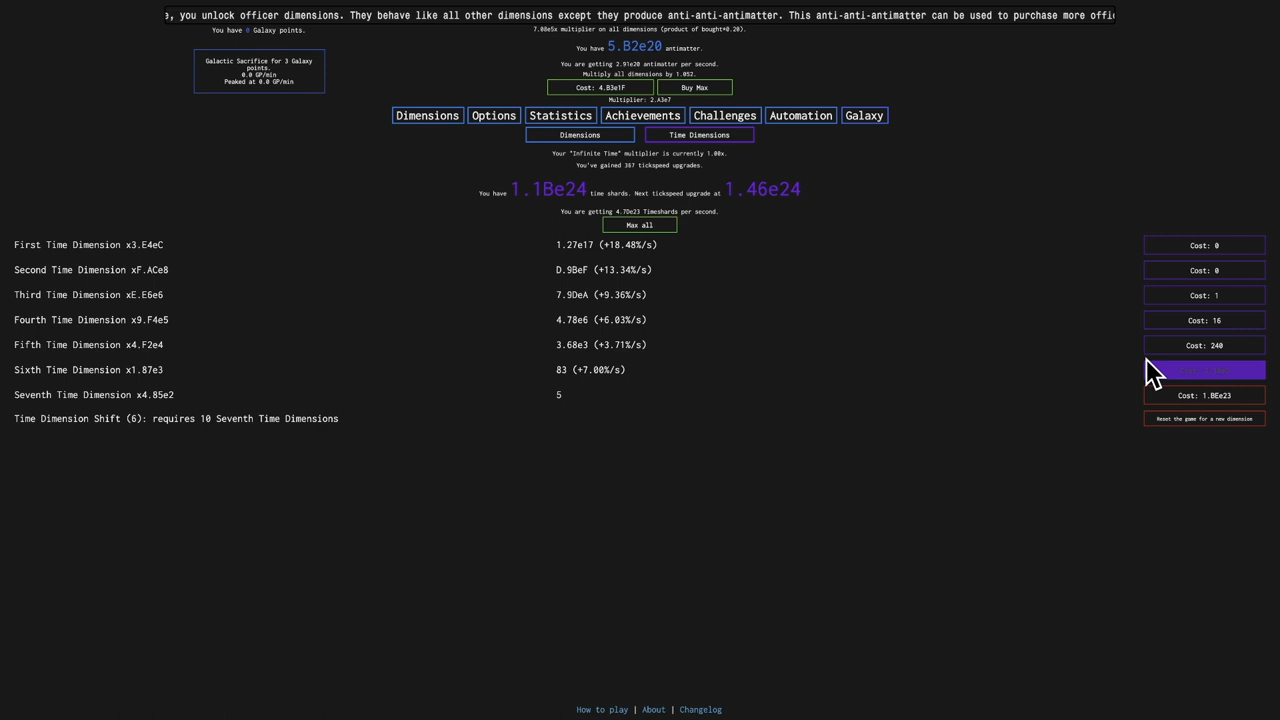 , you unlock officer dimensions. They behave like all other dimensions except they produce anti-anti-antimatter. This anti-anti-antimatter can be used to purchase more offic
You have 0 Galaxy points.
7.08e5x multiplier on all dimensions (product of bought*0.20).
You have 5.B2e20 antimatter.
Galactic Sacrifice for 3 Galaxy
points.
0.0 GP/min
Peaked at 0.0 GP/min
You are getting 2.91e20 antimatter per second.
Multiply all dimensions by 1.052.
Cost: 4.B3e1F
Buy Max
Multiplier: 2.A3e7
Dimensions
Options
Statistics
Achievements
Challenges
Automation
Galaxy
Dimensions
Time Dimensions
Your "Infinite Time" multiplier is currently 1.00x.
You've gained 367 tickspeed upgrades.
You have 1.1Be24 time shards. Next tickspeed upgrade at 1.46e24
You are getting 4.7De23 Timeshards per second.
Max all
First Time Dimension x3.E4eC
1.27e17 (+18.48%/s)
Cost: 0
Second Time Dimension xF.ACe8
D.9BeF (+13.34%/s)
Cost: 0
Third Time Dimension xE.E6e6
7.9DeA (+9.36%/s)
Cost: 1
Fourth Time Dimension x9.F4e5
4.78e6 (+6.03%/s)
Cost: 16
Fifth Time Dimension x4.F2e4
3.68e3 (+3.71%/s)
Cost: 240
Sixth Time Dimension x1.87e3
83 (+7.00%/s)
Seventh Time Dimension x4.85e2
5
Cost: 1.BEe23
Time Dimension Shift (6): requires 10 Seventh Time Dimensions
Reset the game for a new dimension
How to play | About | Changelog